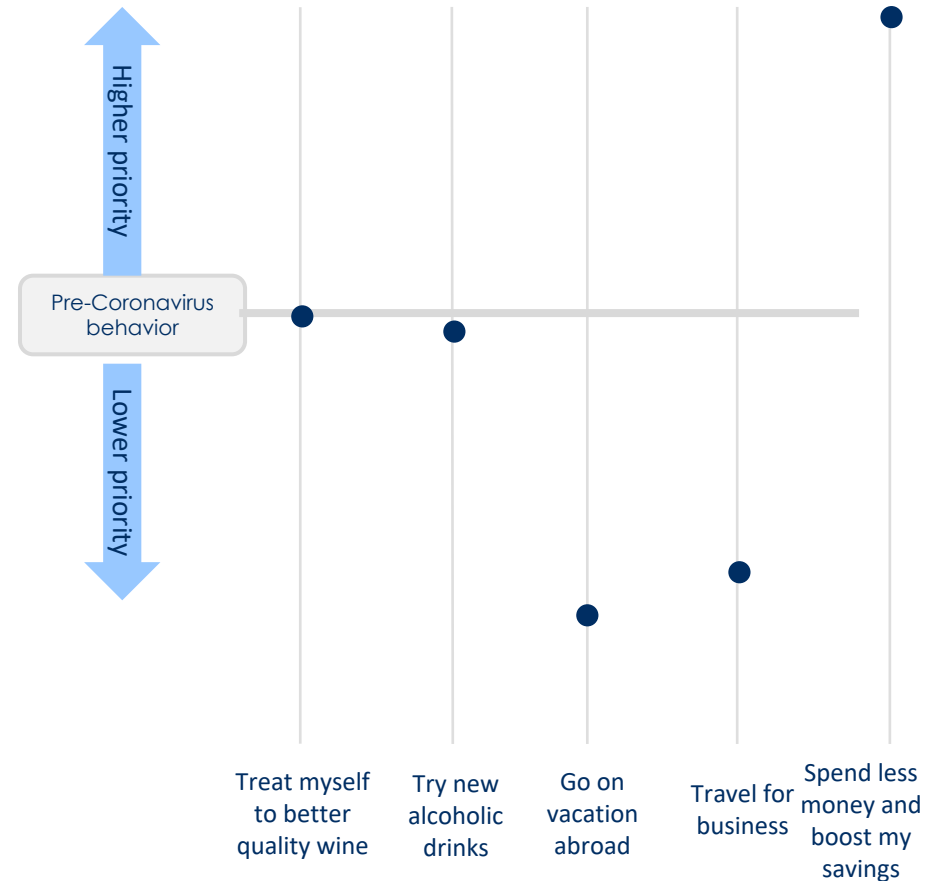 Higher priority
Pre-Coronavirus
behavior
Lower priority
Treat myself
to better
quality wine
Try new
alcoholic
drinks
Go on
vacation
abroad
Travel for
business
Spend less
money and
boost my
savings